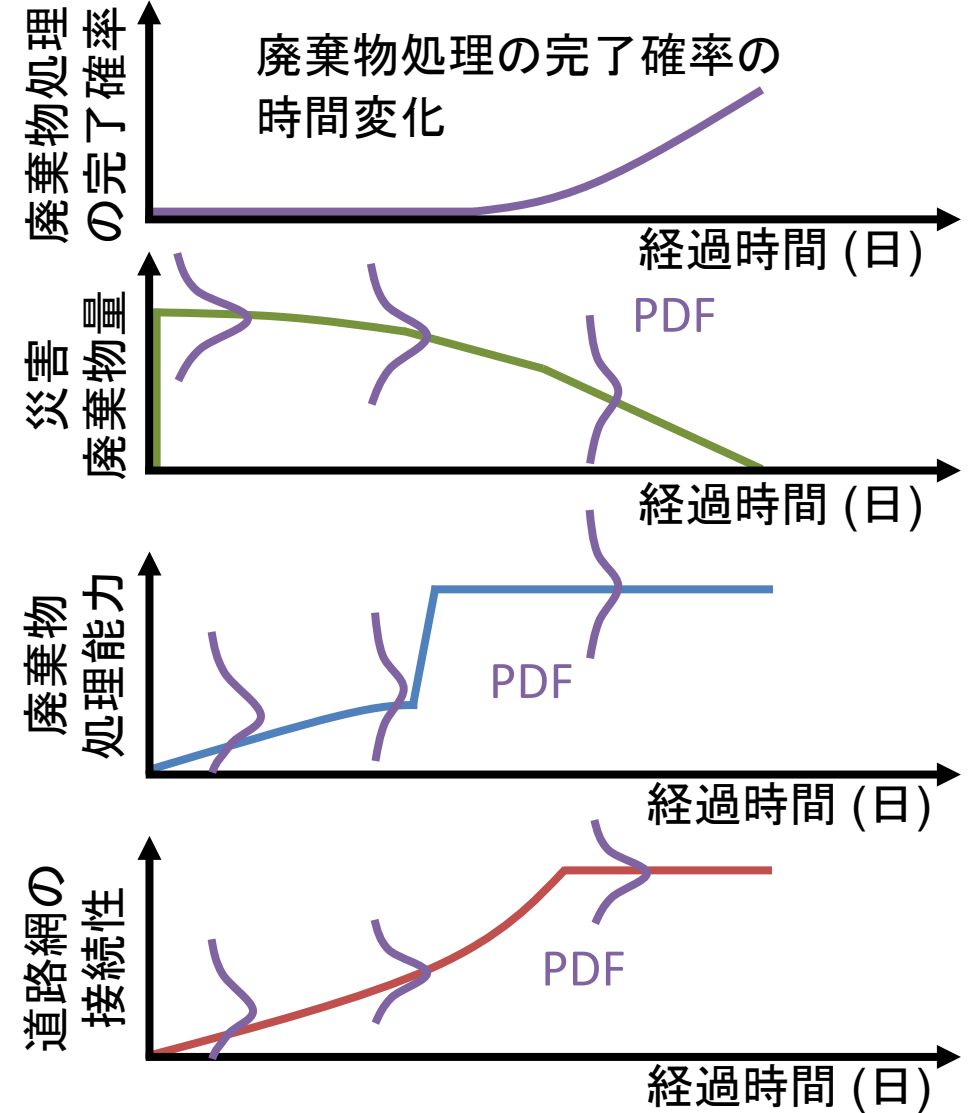 廃棄物処理
の完了確率
廃棄物処理の完了確率の
時間変化
経過時間 (日)
災害
廃棄物量
PDF
経過時間 (日)
廃棄物
処理能力
PDF
経過時間 (日)
道路網の
接続性
PDF
経過時間 (日)